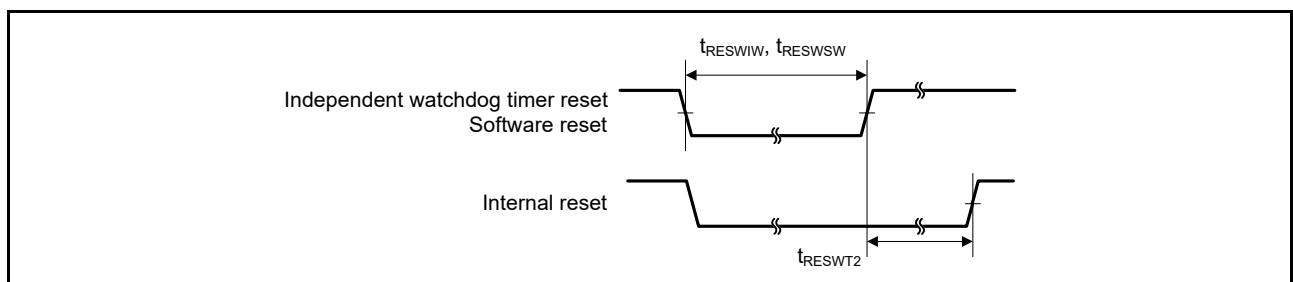 tRESWIW, tRESWSW
Independent watchdog timer reset
Software reset
Internal reset
tRESWT2